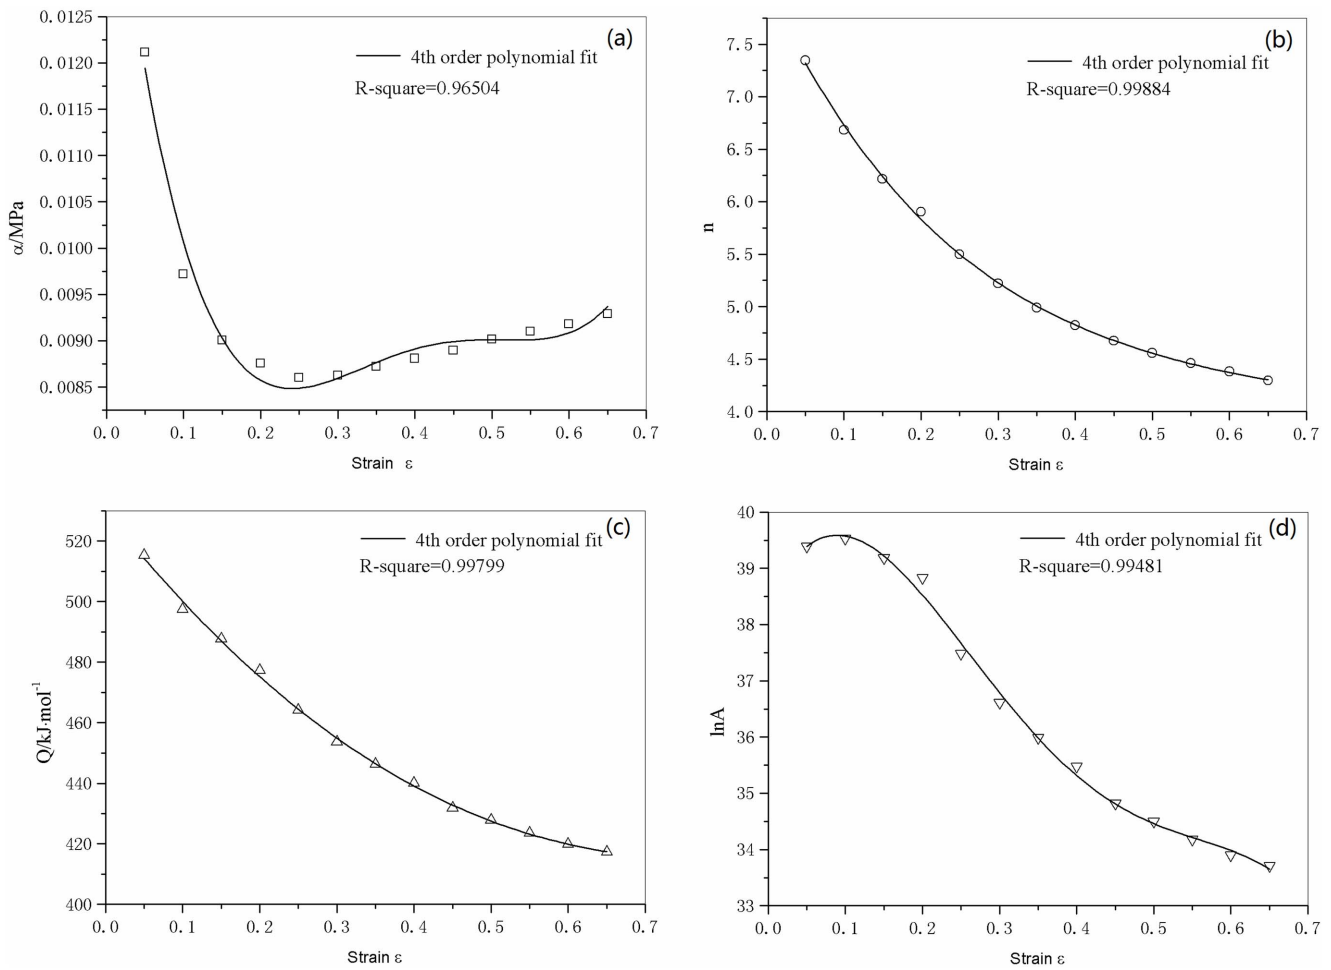 (a)
4th order polynomial fit
R-square=0.96504
0.0125
0.0120
0.0115
0.0110
0.0105
0.0100
0.0095
0.0090
0.0085
α/MPa
0.0 0.1 0.2 0.3 0.4 0.5 0.6 0.7
Strain ε
(b)
4th order polynomial fit
R-square=0.99884
7.5
7.0
6.5
6.0
5.5
5.0
4.5
4.0
n
0.0 0.1 0.2 0.3 0.4 0.5 0.6 0.7
Strain ε
(c)
4th order polynomial fit
R-square=0.99799
520
500
480
460
440
420
400
Q/kJ·mol⁻¹
0.0 0.1 0.2 0.3 0.4 0.5 0.6 0.7
Strain ε
(d)
4th order polynomial fit
R-square=0.99481
40
39
38
37
36
35
34
33
lnA
0.0 0.1 0.2 0.3 0.4 0.5 0.6 0.7
Strain ε